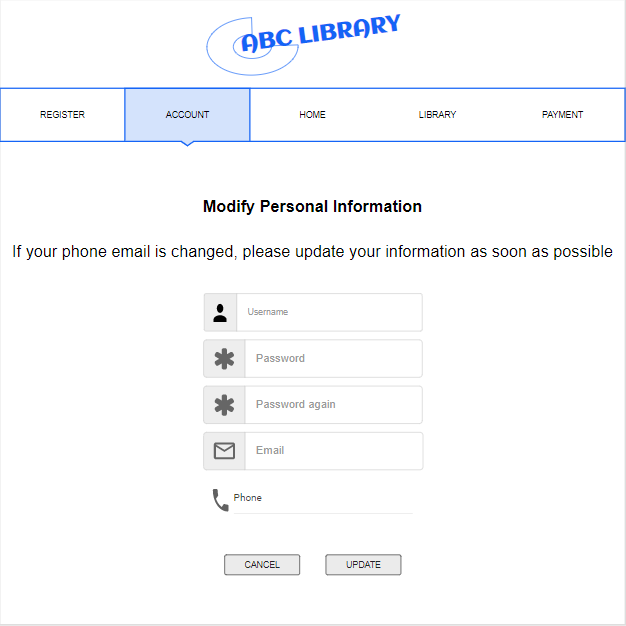 ABC LIBRARY
REGISTER ACCOUNT HOME LIBRARY PAYMENT
Modify Personal Information
If your phone email is changed, please update your information as soon as possible
Username
Password
Password again
Email
Phone
CANCEL UPDATE